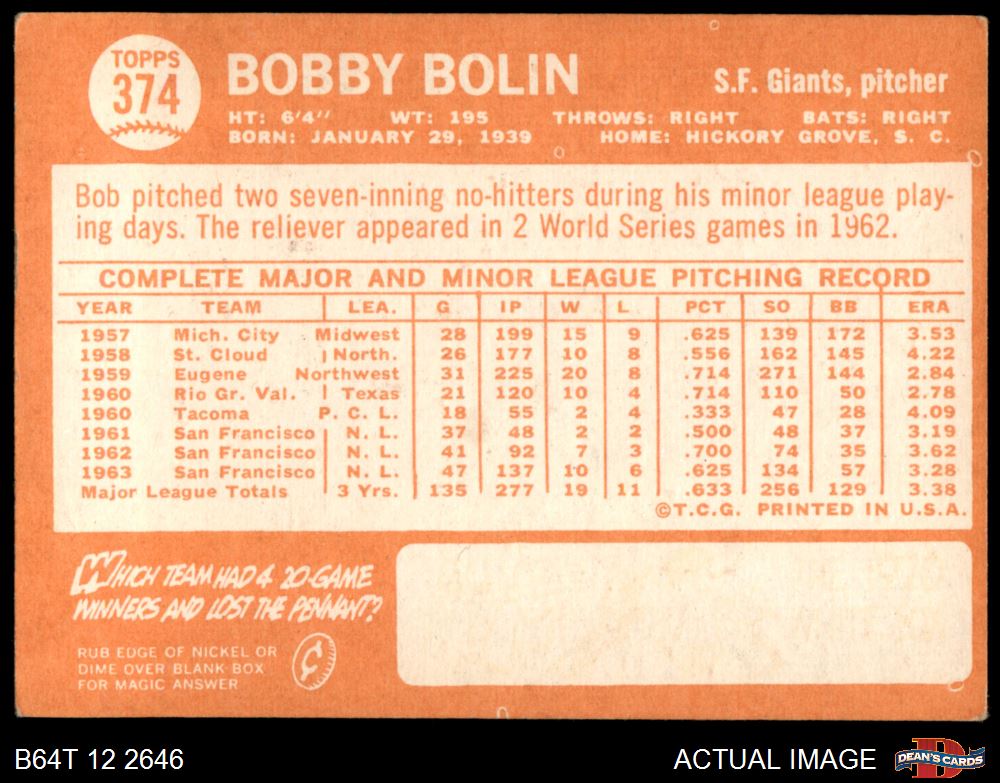 TOPPS
374
BOBBY BOLIN
S.F. Giants, pitcher
HT: 6'4" WT: 195 THROWS: RIGHT BATS: RIGHT
BORN: JANUARY 29, 1939 HOME: HICKORY GROVE, S. C.
Bob pitched two seven-inning no-hitters during his minor league play-
ing days. The reliever appeared in 2 World Series games in 1962.
COMPLETE MAJOR AND MINOR LEAGUE PITCHING RECORD
YEAR TEAM LEA. G IP W L PCT SO BB ERA
1957 Mich. City Midwest 28 199 15 9 .625 139 172 3.53
1958 St. Cloud North. 26 177 10 8 .556 162 145 4.22
1959 Eugene Northwest 31 225 20 8 .714 271 144 2.84
1960 Rio Gr. Val. Texas 21 120 10 4 .714 110 50 2.78
1960 Tacoma P. C. L. 18 55 2 4 .333 47 28 4.09
1961 San Francisco N. L. 37 48 2 2 .500 48 37 3.19
1962 San Francisco N. L. 41 92 7 3 .700 74 35 3.62
1963 San Francisco N. L. 47 137 10 6 .625 134 57 3.28
Major League Totals 3 Yrs. 135 277 19 11 .633 256 129 3.38
©T.C.G. PRINTED IN U.S.A.
WHICH TEAM HAD 4 20-GAME
WINNERS AND LOST THE PENNANT?
RUB EDGE OF NICKEL OR
DIME OVER BLANK BOX
FOR MAGIC ANSWER
¢
B64T 12 2646
ACTUAL IMAGE
D
DEAN'S CARDS